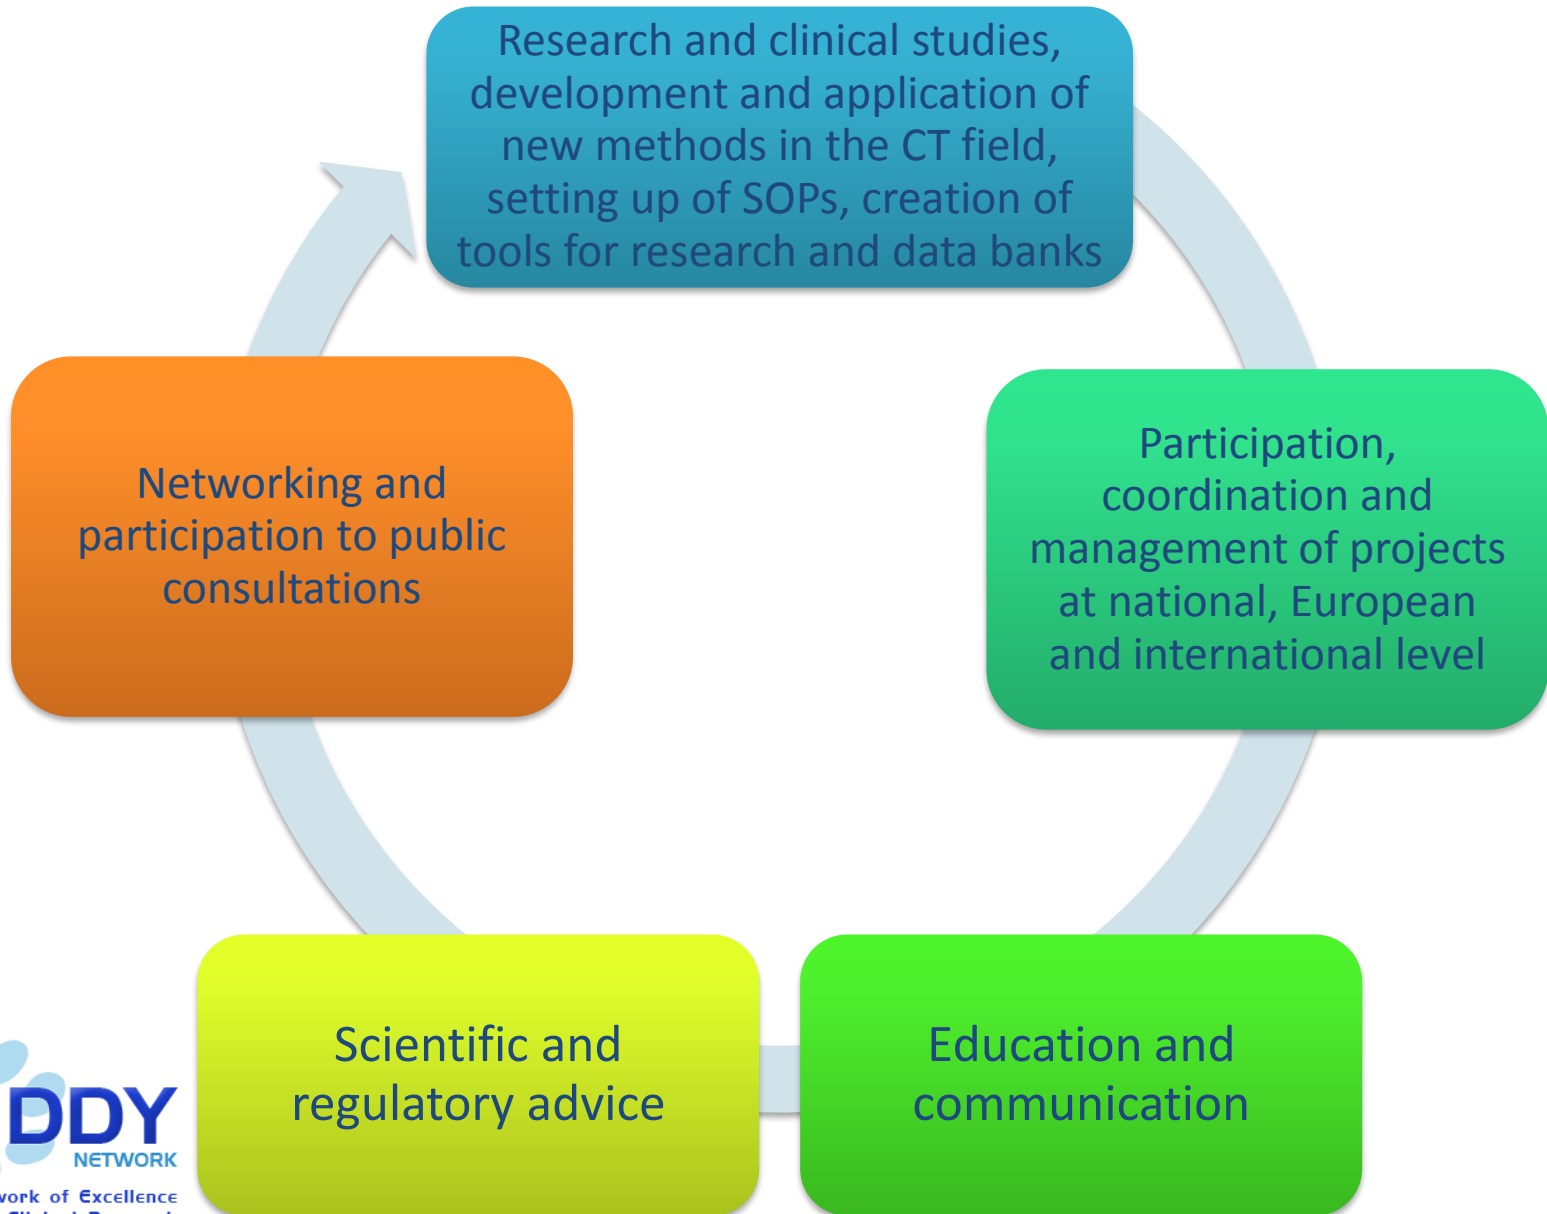 Research and clinical studies,
development and application of
new methods in the CT field,
setting up of SOPs, creation of
tools for research and data banks
Participation,
coordination and
management of projects
at national, European
and international level
Education and
communication
Scientific and
regulatory advice
Networking and
participation to public
consultations
DDY
NETWORK
of Excellence